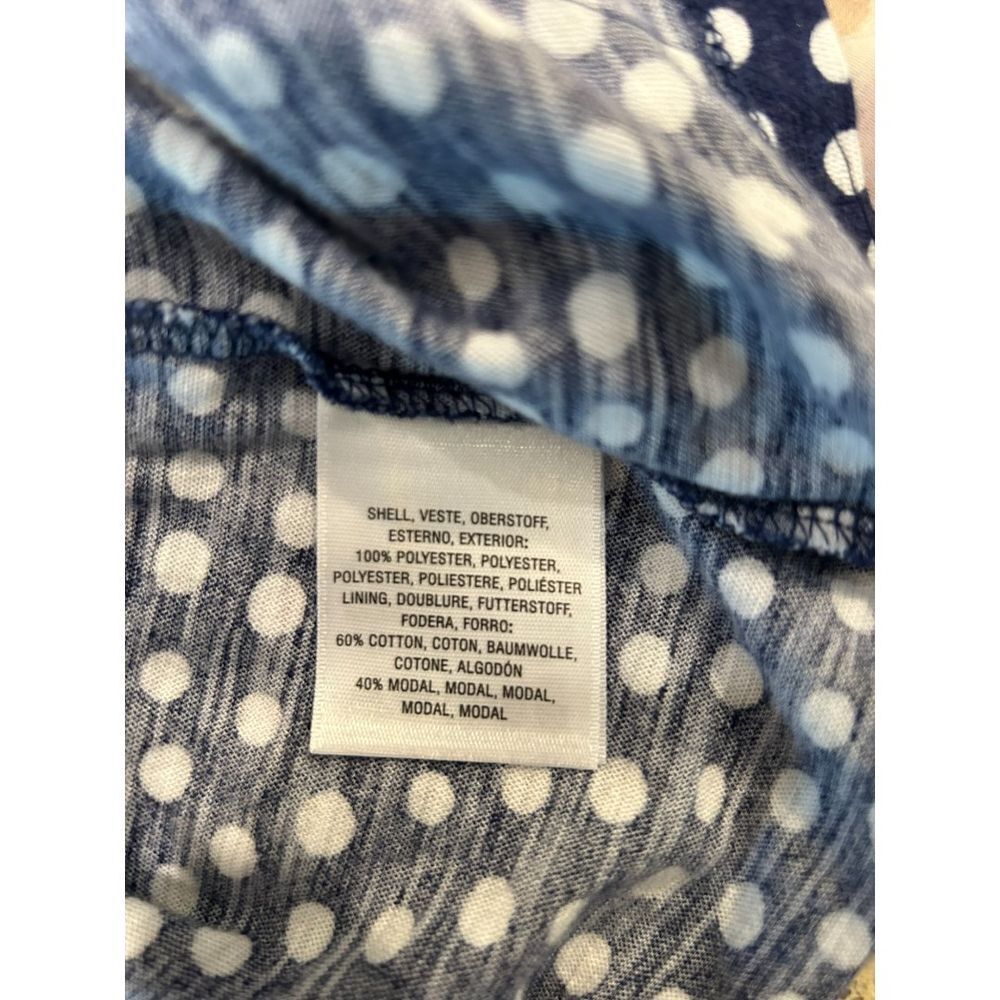 SHELL, VESTE, OBERSTOFF,
ESTERNO, EXTERIOR:
100% POLYESTER, POLYESTER,
POLYESTER, POLIESTERE, POLIÉSTER
LINING, DOUBLURE, FUTTERSTOFF,
FODERA, FORRO:
60% COTTON, COTON, BAUMWOLLE,
COTONE, ALGODÓN
40% MODAL, MODAL, MODAL,
MODAL, MODAL